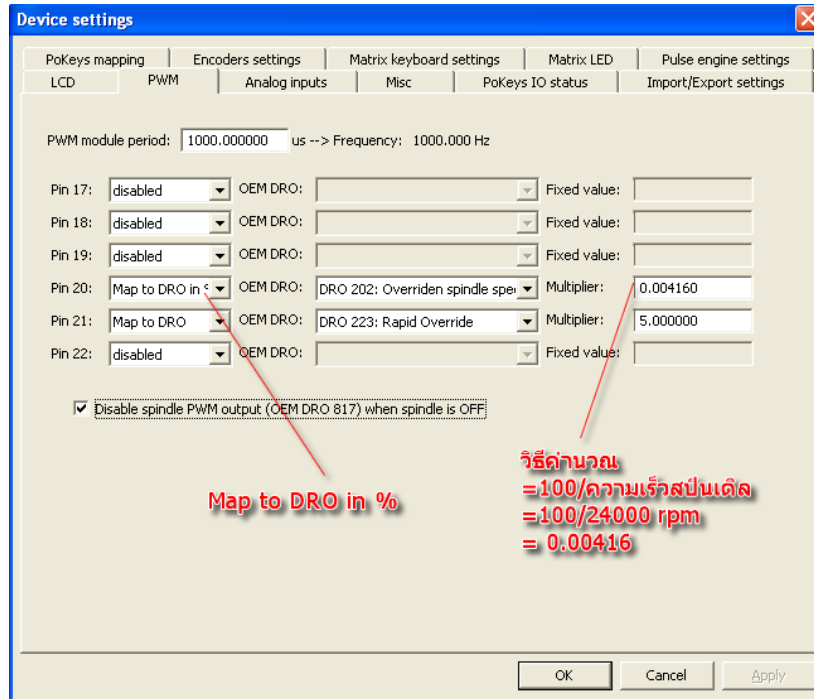 Device settings
PoKeys mapping Encoders settings Matrix keyboard settings Matrix LED Pulse engine settings
LCD PWM Analog inputs Misc PoKeys IO status Import/Export settings
PWM module period: 1000.000000 us --> Frequency: 1000.000 Hz
Pin 17: disabled OEM DRO: Fixed value:
Pin 18: disabled OEM DRO: Fixed value:
Pin 19: disabled OEM DRO: Fixed value:
Pin 20: Map to DRO in OEM DRO: DRO 202: Overriden spindle spe Multiplier: 0.004160
Pin 21: Map to DRO OEM DRO: DRO 223: Rapid Override Multiplier: 5.000000
Pin 22: disabled OEM DRO: Fixed value:
Disable spindle PWM output (OEM DRO 817) when spindle is OFF
Map to DRO in %
วิธีคำนวณ
=100/ความเร็วสปินเดิล
=100/24000 rpm
= 0.00416
OK Cancel Apply